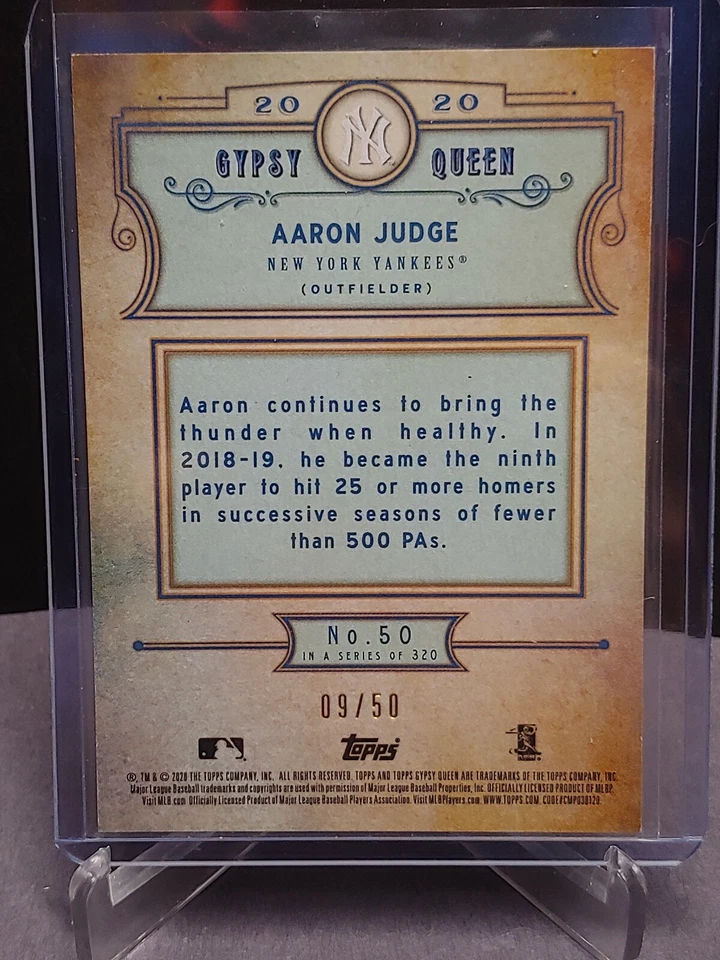 20 20
NY
GYPSY QUEEN
AARON JUDGE
NEW YORK YANKEES®
(OUTFIELDER)
Aaron continues to bring the
thunder when healthy. In
2018-19, he became the ninth
player to hit 25 or more homers
in successive seasons of fewer
than 500 PAs.
No.50
IN A SERIES OF 320
09/50
Topps
®, TM & © 2020 THE TOPPS COMPANY, INC. ALL RIGHTS RESERVED. TOPPS AND TOPPS GYPSY QUEEN ARE TRADEMARKS OF THE TOPPS COMPANY, INC.
Major League Baseball trademarks and copyrights are used with permission of Major League Baseball Properties, Inc. OFFICIALLY LICENSED PRODUCT OF MLBP.
Visit MLB.com Officially Licensed Product of Major League Baseball Players Association. Visit MLBPlayers.com. WWW.TOPPS.COM. CODE#CMP038120.